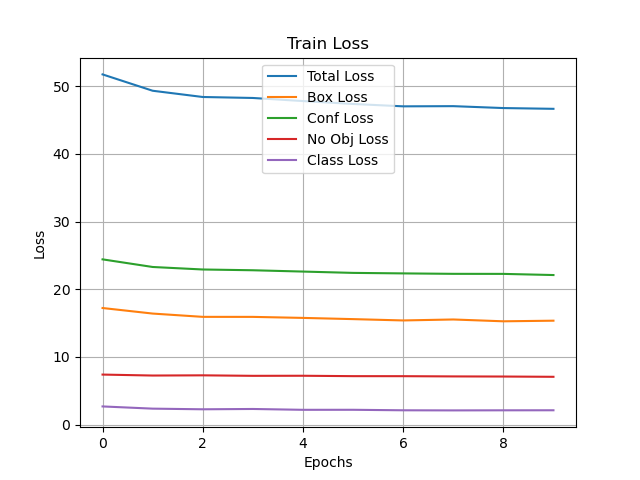 Train Loss
Total Loss
Box Loss
Conf Loss
No Obj Loss
Class Loss
50
40
30
20
10
0
Loss
0 2 4 6 8
Epochs